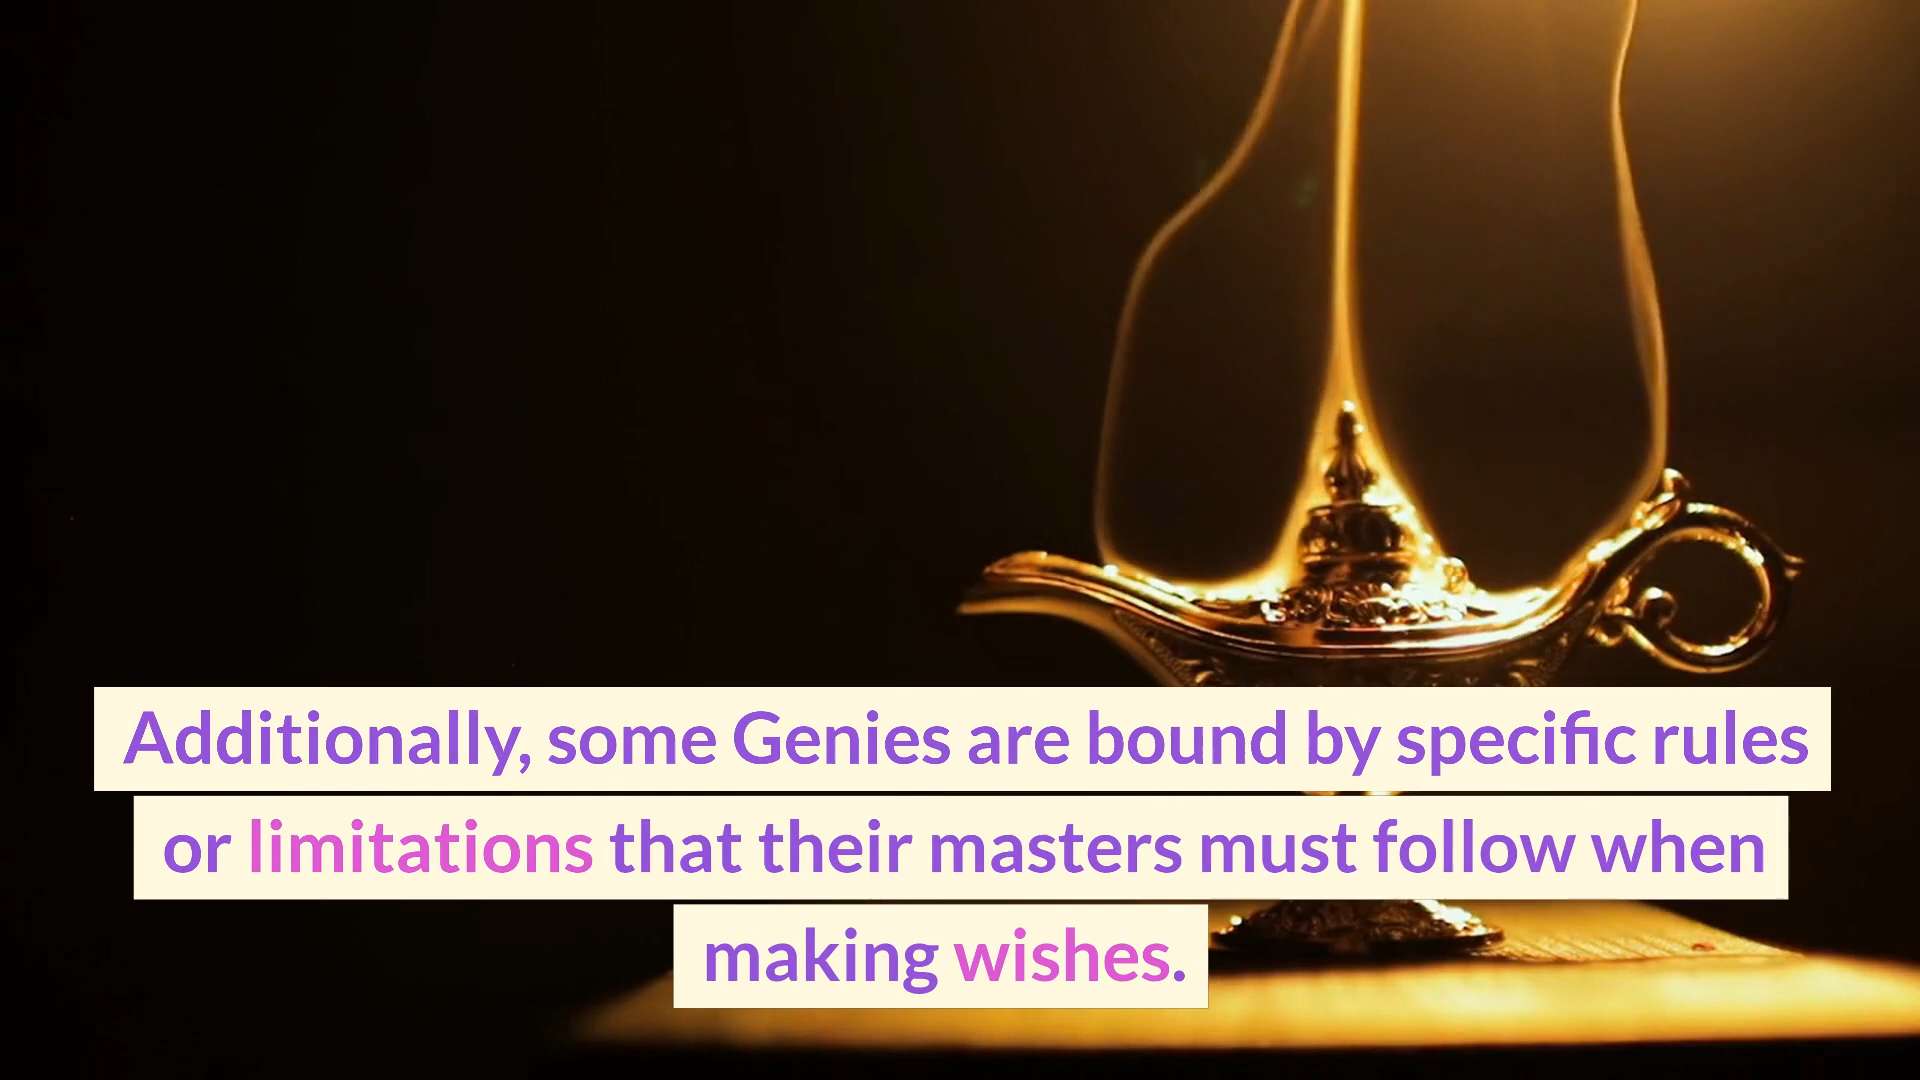 Additionally, some Genies are bound by specific rules
or limitations that their masters must follow when
making wishes.